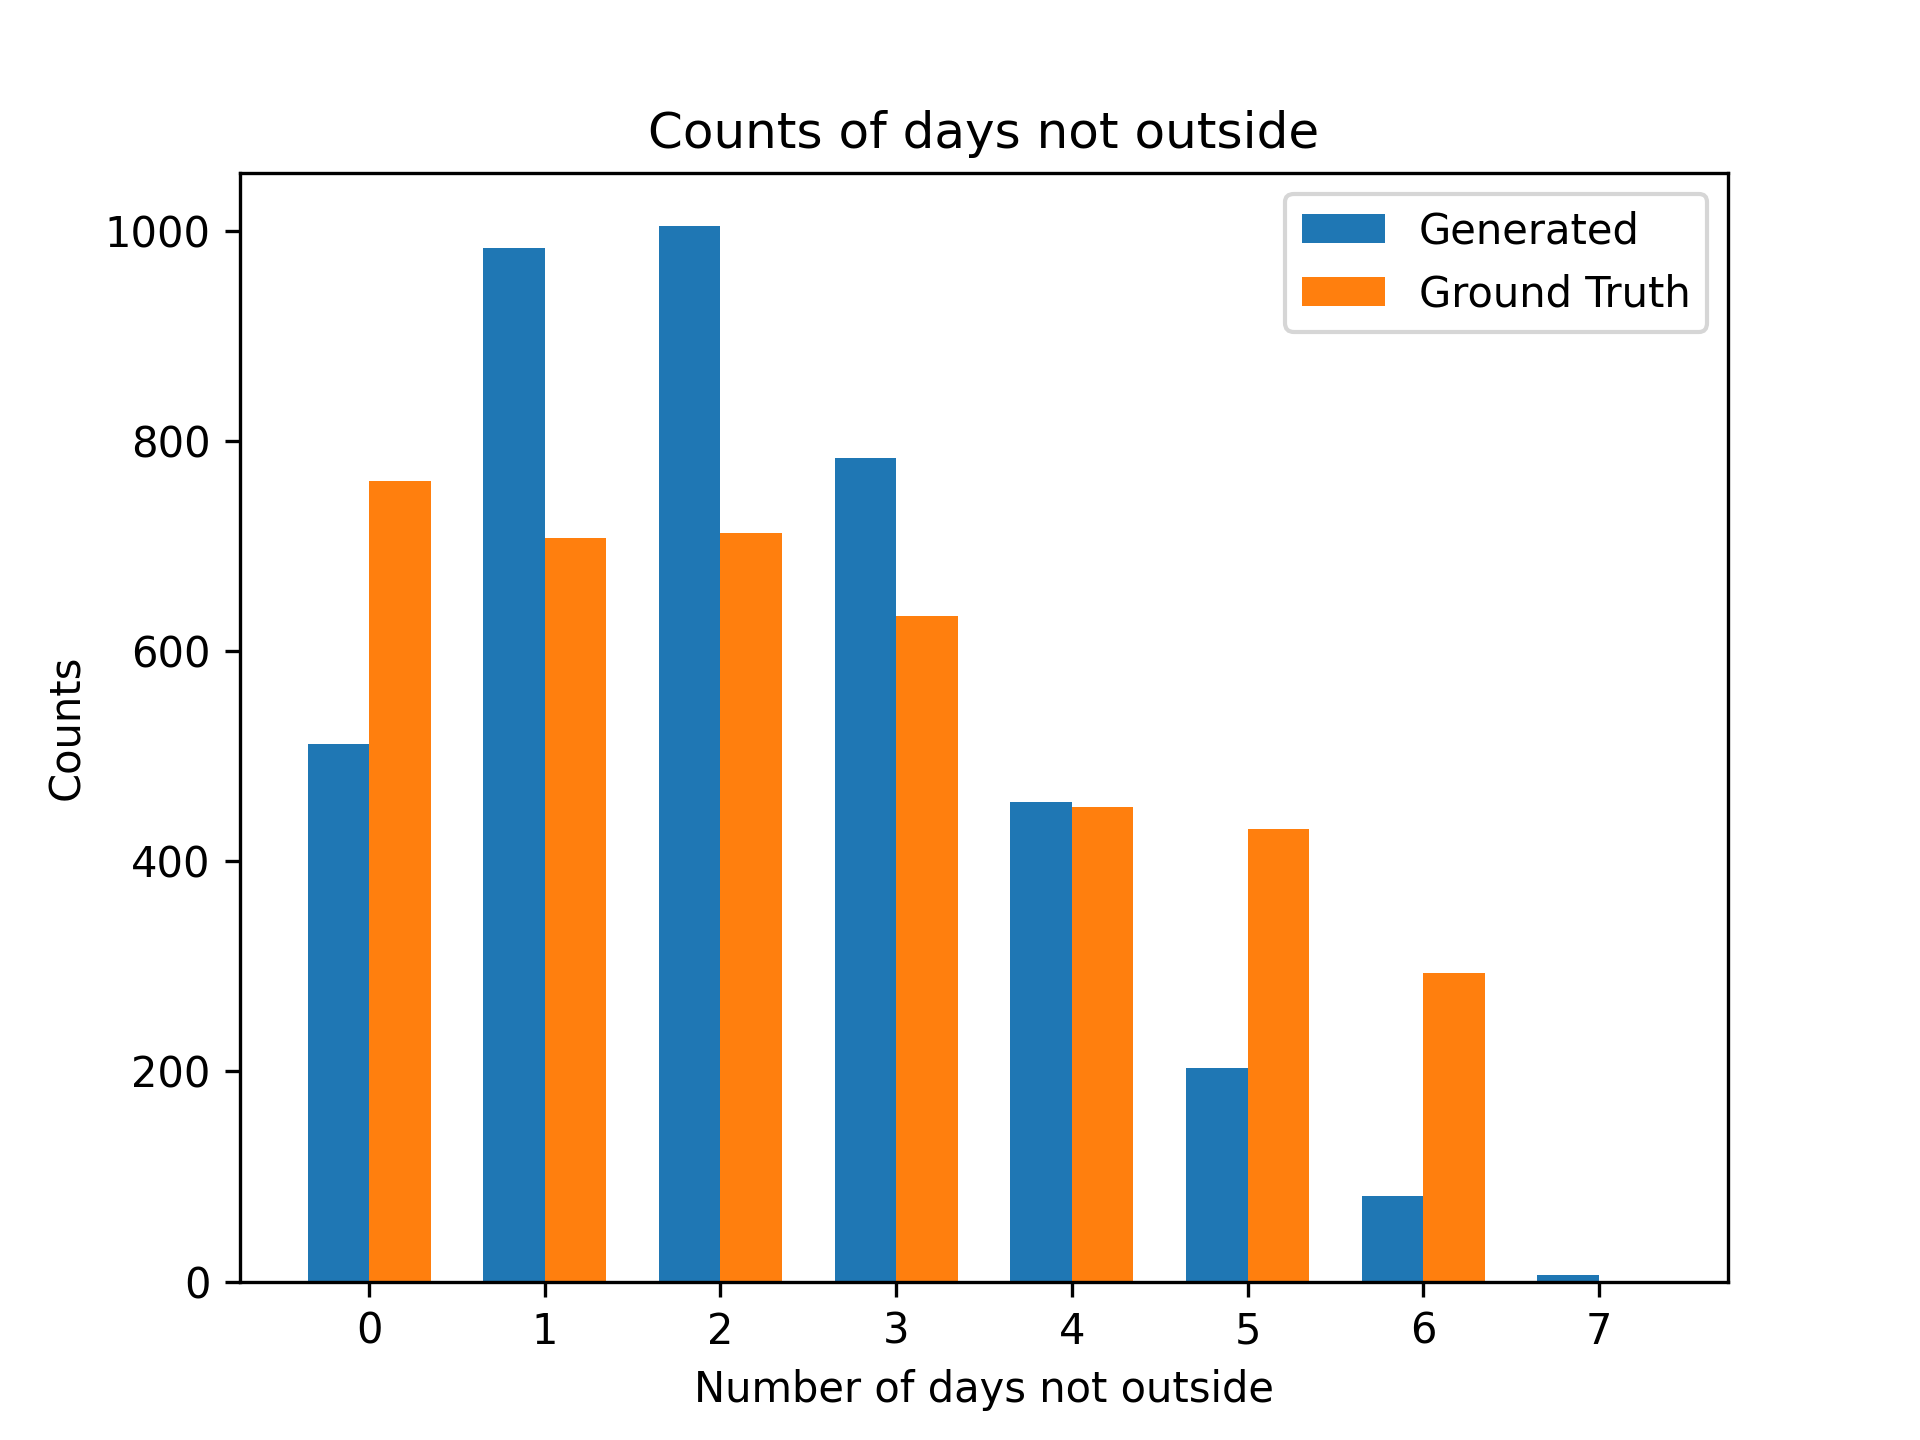 Counts of days not outside
Generated
Ground Truth
1000
800
600
400
200
0
Counts
0 1 2 3 4 5 6 7
Number of days not outside